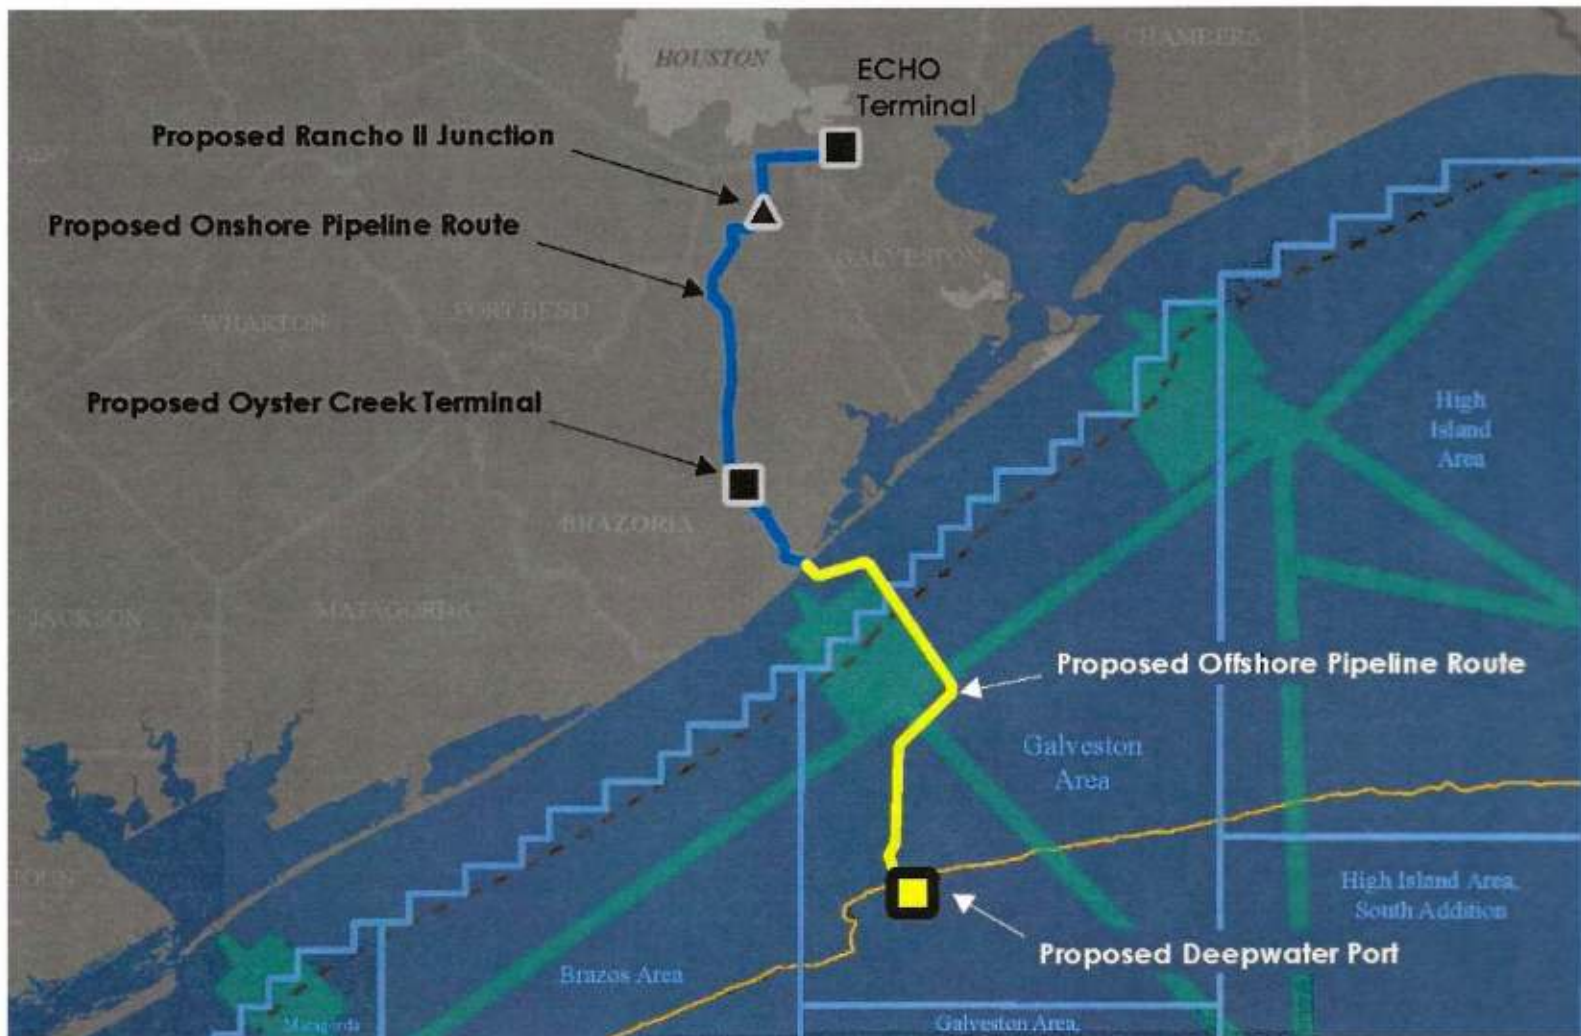 CHAMBERS
HOUSTON
ECHO
Terminal
Proposed Rancho II Junction
Proposed Onshore Pipeline Route
GALVESTON
WHARTON
FORT BEND
Proposed Oyster Creek Terminal
High
Island
Area
BRAZORIA
JACKSON
MATAGORDA
Proposed Offshore Pipeline Route
Galveston
Area
High Island Area,
South Addition
Proposed Deepwater Port
Brazos Area
Matagorda
Galveston Area,